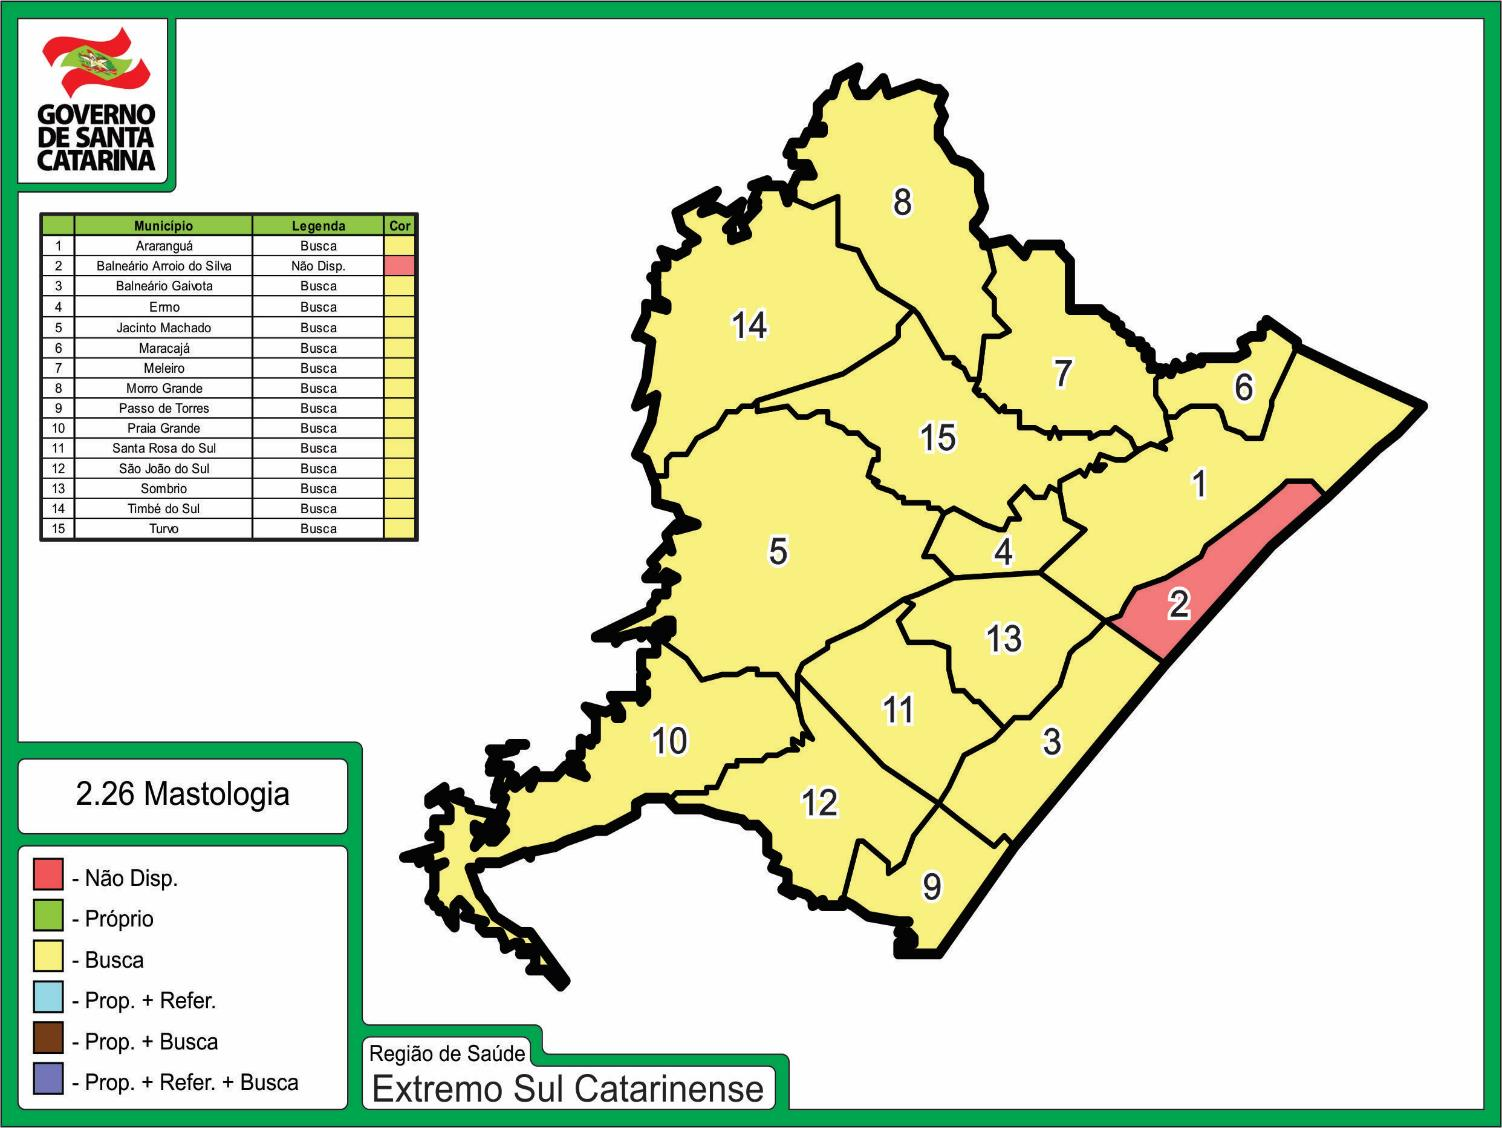 GOVERNO
DE SANTA
CATARINA
Município Legenda Cor
1 Araranguá Busca
2 Balneário Arroio do Silva Não Disp.
3 Balneário Gaivota Busca
4 Ermo Busca
5 Jacinto Machado Busca
6 Maracajá Busca
7 Meleiro Busca
8 Morro Grande Busca
9 Passo de Torres Busca
10 Praia Grande Busca
11 Santa Rosa do Sul Busca
12 São João do Sul Busca
13 Sombrio Busca
14 Timbé do Sul Busca
15 Turvo Busca
8
14
7
6
15
1
5
4
2
13
11
10
3
12
9
2.26 Mastologia
- Não Disp.
- Próprio
- Busca
- Prop. + Refer.
- Prop. + Busca
- Prop. + Refer. + Busca
Região de Saúde
Extremo Sul Catarinense